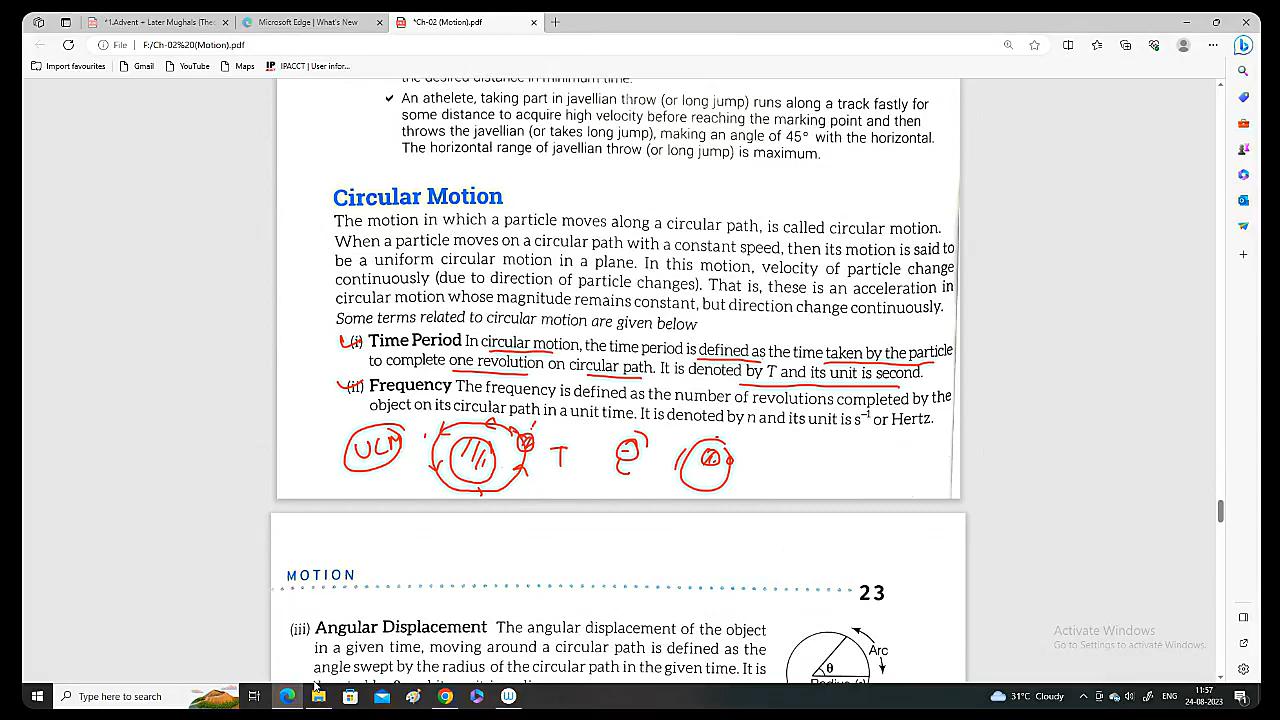 *1.Advent + Later Mughals (The
Microsoft Edge | What's New
*Ch-02 (Motion).pdf
File
F:/Ch-02%20(Motion).pdf
Import favourites
Gmail
YouTube
Maps
IPACCT | User infor...
the desired distance in minimum time.
✔ An athelete, taking part in javellian throw (or long jump) runs along a track fastly for
some distance to acquire high velocity before reaching the marking point and then
throws the javellian (or takes long jump), making an angle of 45° with the horizontal.
The horizontal range of javellian throw (or long jump) is maximum.
Circular Motion
The motion in which a particle moves along a circular path, is called circular motion.
When a particle moves on a circular path with a constant speed, then its motion is said to
be a uniform circular motion in a plane. In this motion, velocity of particle change
continuously (due to direction of particle changes). That is, these is an acceleration in
circular motion whose magnitude remains constant, but direction change continuously.
Some terms related to circular motion are given below
(i) Time Period In circular motion, the time period is defined as the time taken by the particle
to complete one revolution on circular path. It is denoted by T and its unit is second.
(ii) Frequency The frequency is defined as the number of revolutions completed by the
object on its circular path in a unit time. It is denoted by n and its unit is s⁻¹ or Hertz.
UCM T
MOTION
23
(iii) Angular Displacement The angular displacement of the object
in a given time, moving around a circular path is defined as the
angle swept by the radius of the circular path in the given time. It is
Arc
θ
Radius (r)
Activate Windows
Go to Settings to activate Windows.
Type here to search
31°C Cloudy
ENG
11:57
24-08-2023